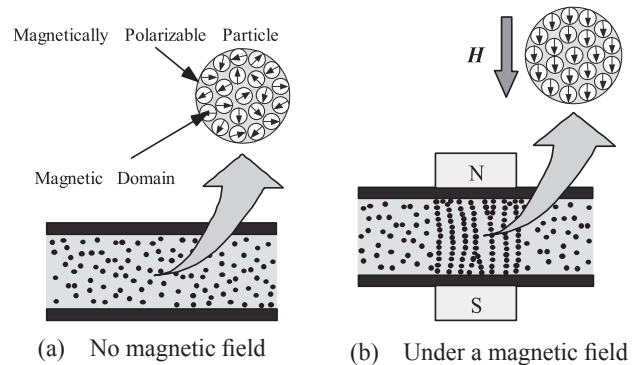 Magnetically Polarizable Particle
Magnetic Domain
(a) No magnetic field
H
N
S
(b) Under a magnetic field